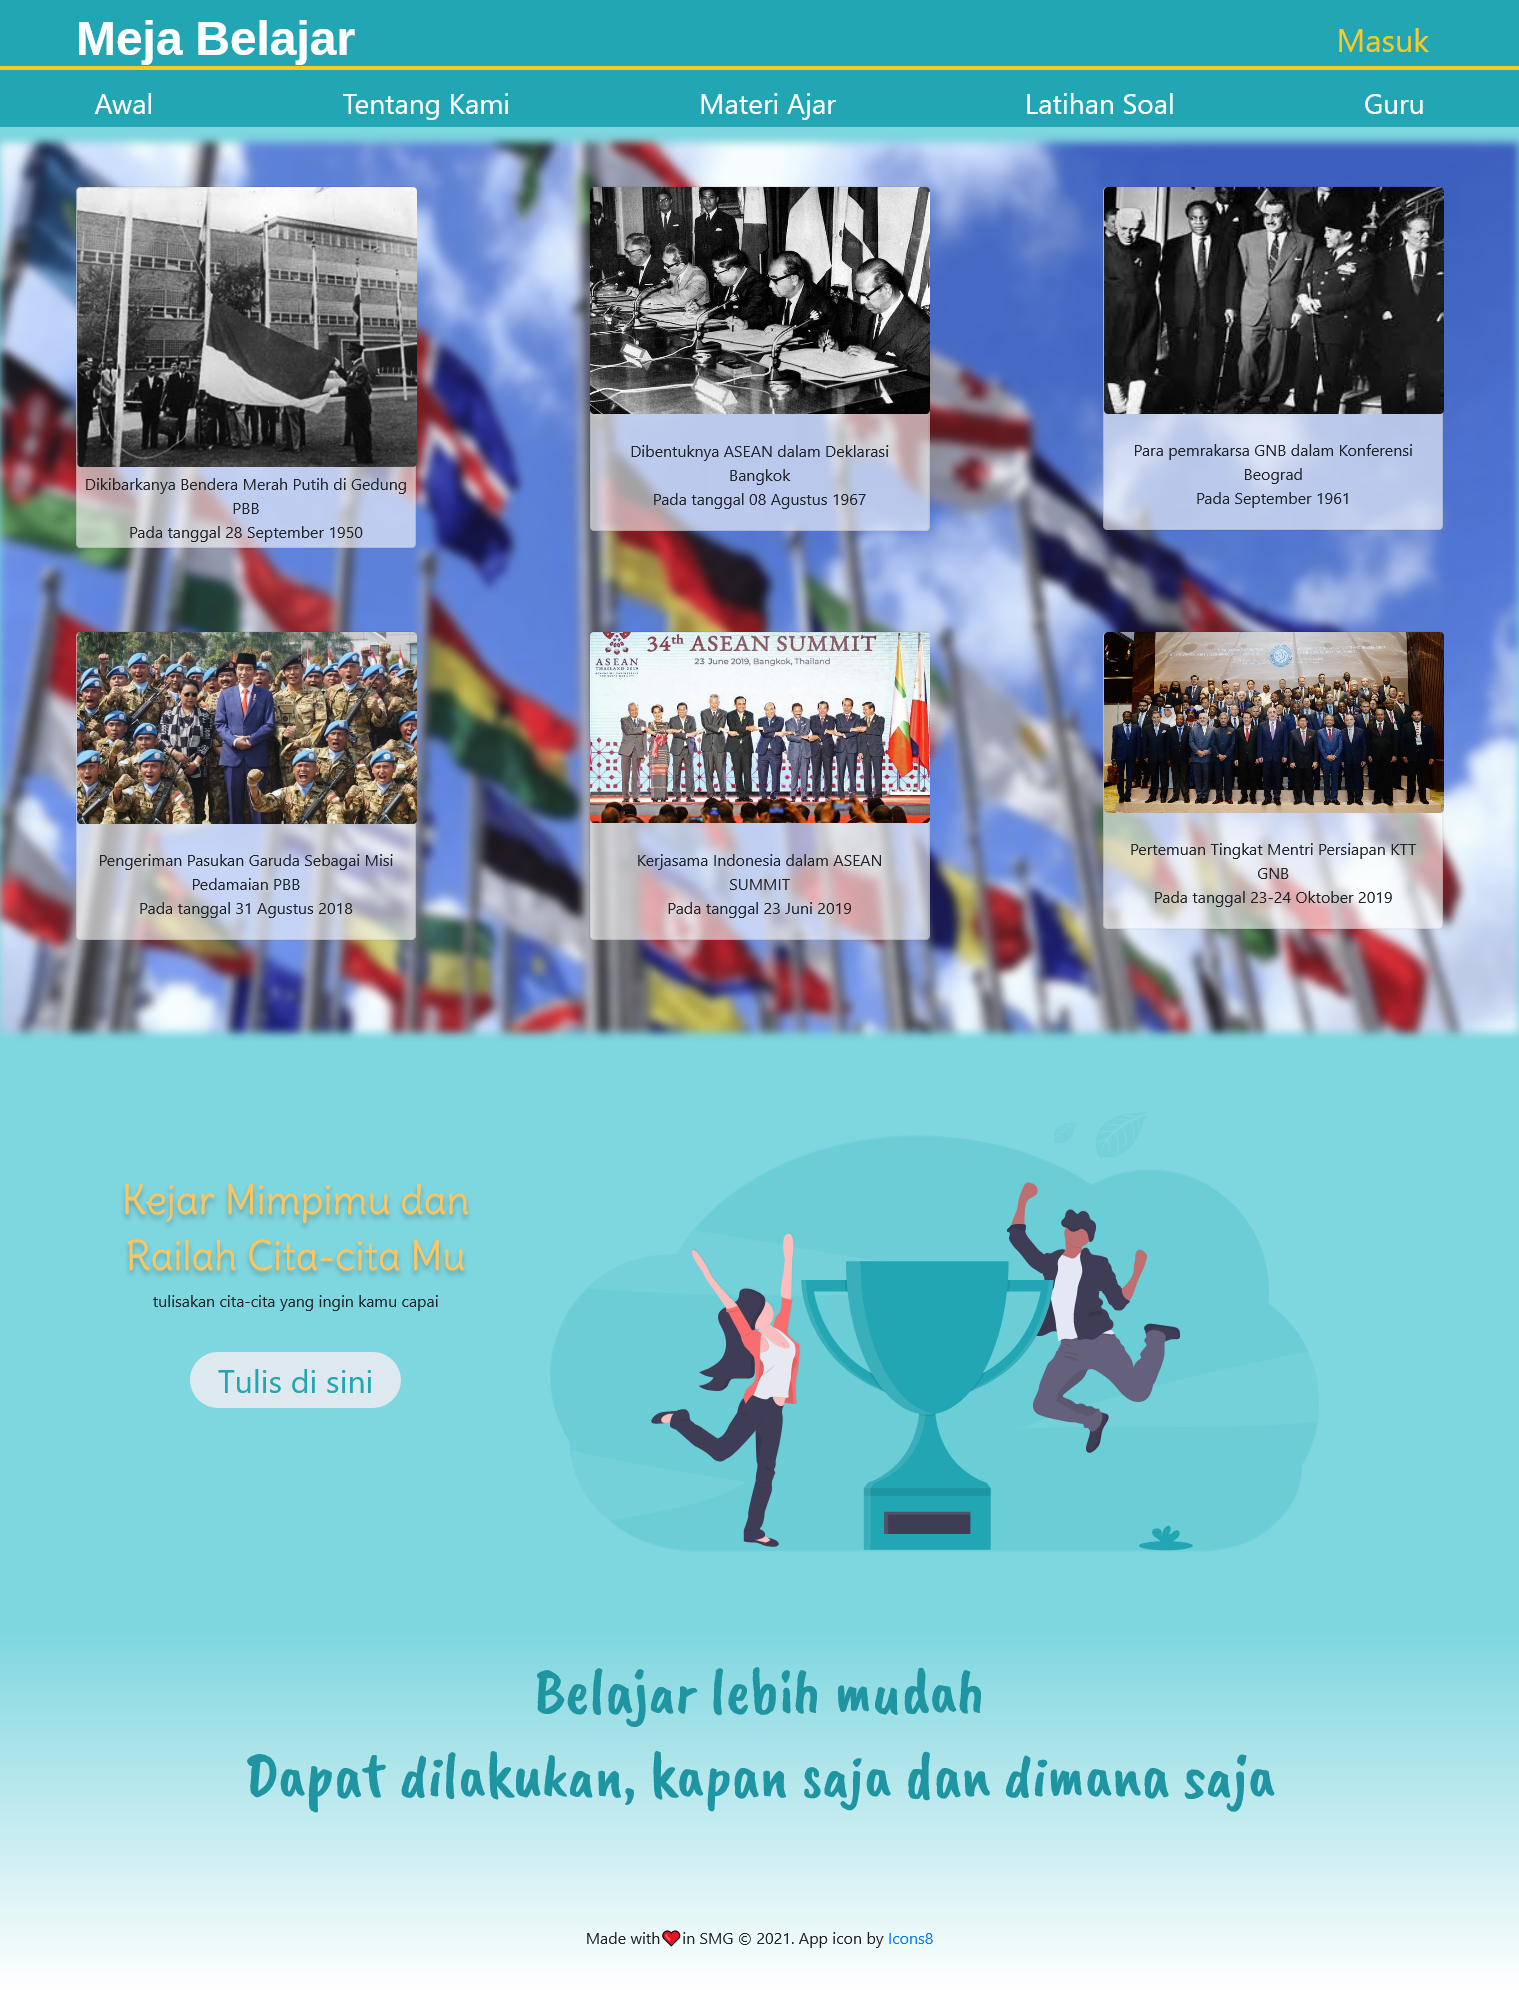 Meja Belajar
Masuk
Awal
Tentang Kami
Materi Ajar
Latihan Soal
Guru
Dikibarkanya Bendera Merah Putih di Gedung
PBB
Pada tanggal 28 September 1950
Dibentuknya ASEAN dalam Deklarasi
Bangkok
Pada tanggal 08 Agustus 1967
Para pemrakarsa GNB dalam Konferensi
Beograd
Pada September 1961
34th ASEAN SUMMIT
23 June 2019, Bangkok, Thailand
ASEAN
THAILAND 2019
Pengeriman Pasukan Garuda Sebagai Misi
Pedamaian PBB
Pada tanggal 31 Agustus 2018
Kerjasama Indonesia dalam ASEAN
SUMMIT
Pada tanggal 23 Juni 2019
Pertemuan Tingkat Mentri Persiapan KTT
GNB
Pada tanggal 23-24 Oktober 2019
Kejar Mimpimu dan
Railah Cita-cita Mu
tulisakan cita-cita yang ingin kamu capai
Tulis di sini
Belajar lebih mudah
Dapat dilakukan, kapan saja dan dimana saja
Made with❤in SMG © 2021. App icon by Icons8